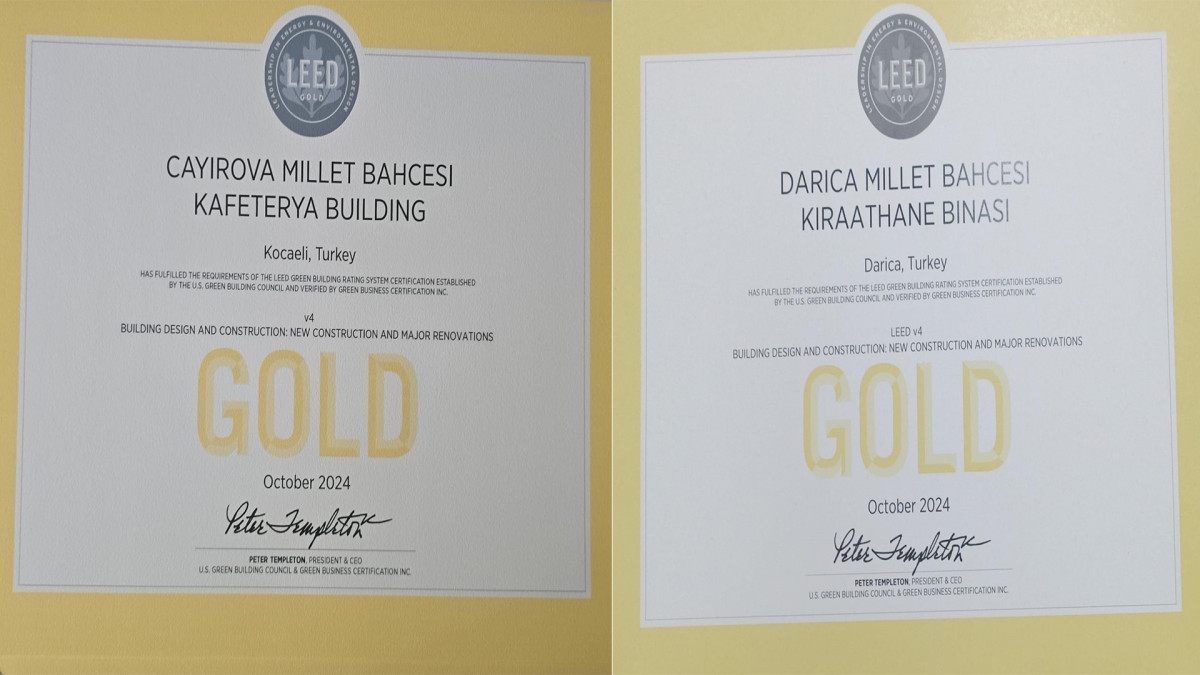 LEADERSHIP IN ENERGY & ENVIRONMENTAL DESIGN
LEED
GOLD
CAYIROVA MILLET BAHCESI
KAFETERYA BUILDING
Kocaeli, Turkey
HAS FULFILLED THE REQUIREMENTS OF THE LEED GREEN BUILDING RATING SYSTEM CERTIFICATION ESTABLISHED
BY THE U.S. GREEN BUILDING COUNCIL AND VERIFIED BY GREEN BUSINESS CERTIFICATION INC.
v4
BUILDING DESIGN AND CONSTRUCTION: NEW CONSTRUCTION AND MAJOR RENOVATIONS
GOLD
October 2024
Peter Templeton
PETER TEMPLETON, PRESIDENT & CEO
U.S. GREEN BUILDING COUNCIL & GREEN BUSINESS CERTIFICATION INC.
LEADERSHIP IN ENERGY & ENVIRONMENTAL DESIGN
LEED
GOLD
DARICA MILLET BAHCESI
KIRAATHANE BINASI
Darica, Turkey
HAS FULFILLED THE REQUIREMENTS OF THE LEED GREEN BUILDING RATING SYSTEM CERTIFICATION ESTABLISHED
BY THE U.S. GREEN BUILDING COUNCIL AND VERIFIED BY GREEN BUSINESS CERTIFICATION INC.
LEED v4
BUILDING DESIGN AND CONSTRUCTION: NEW CONSTRUCTION AND MAJOR RENOVATIONS
GOLD
October 2024
Peter Templeton
PETER TEMPLETON, PRESIDENT & CEO
U.S. GREEN BUILDING COUNCIL & GREEN BUSINESS CERTIFICATION INC.